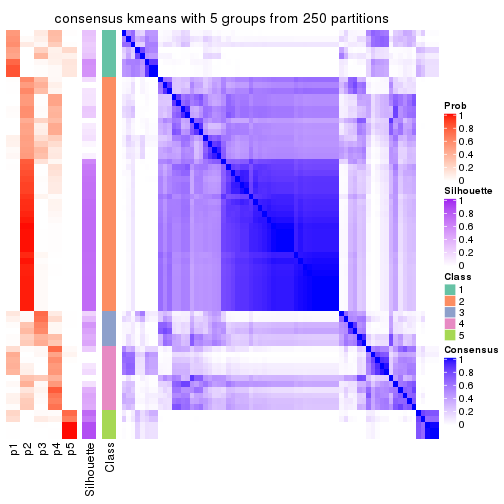 consensus kmeans with 5 groups from 250 partitions
p1
p2
p3
p4
p5
Silhouette
Class
Prob
1
0.8
0.6
0.4
0.2
0
Silhouette
1
0.8
0.6
0.4
0.2
0
Class
1
2
3
4
5
Consensus
1
0.8
0.6
0.4
0.2
0